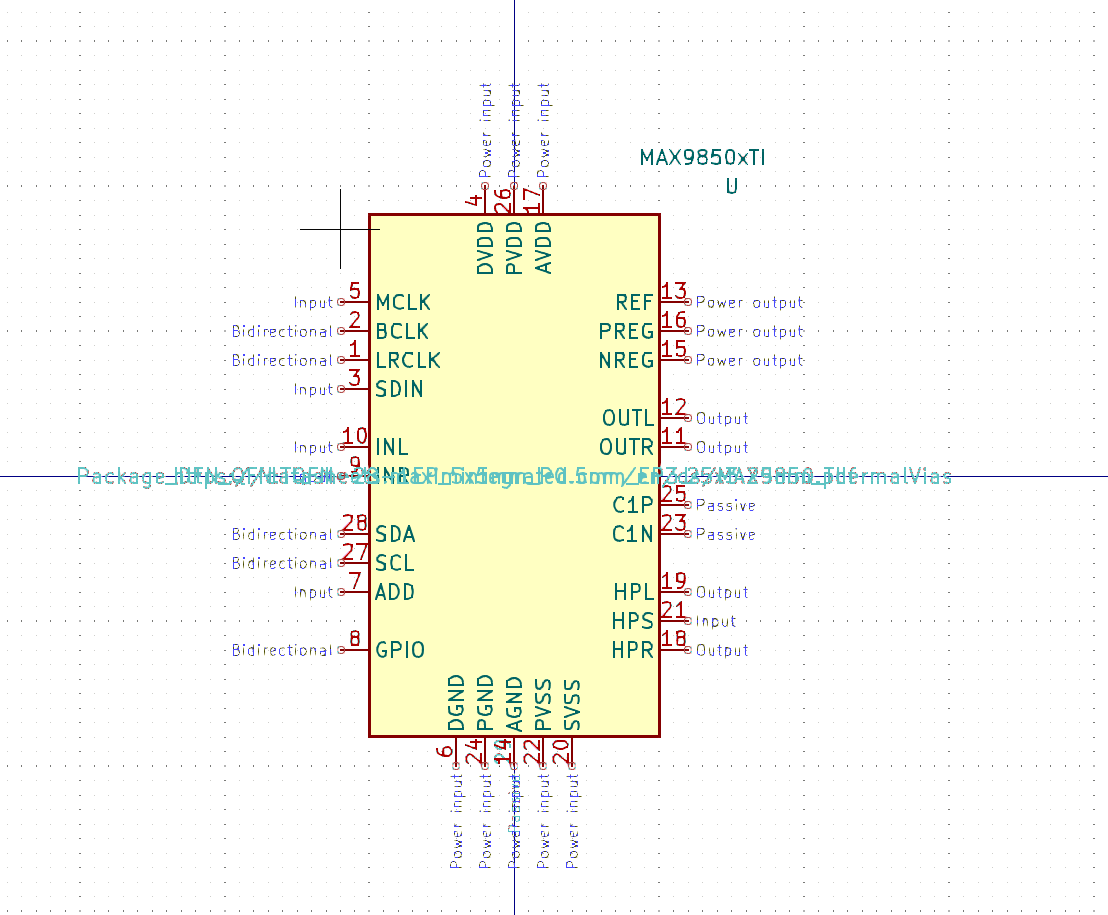 Power input
Power input
Power input
MAX9850xTI
U
4
26
17
DVDD
PVDD
AVDD
Input 5 MCLK
Bidirectional 2 BCLK
Bidirectional 1 LRCLK
Input 3 SDIN
Input 10 INL
9 INR
Bidirectional 28 SDA
Bidirectional 27 SCL
Input 7 ADD
Bidirectional 8 GPIO
REF 13 Power output
PREG 16 Power output
NREG 15 Power output
OUTL 12 Output
OUTR 11 Output
C1P 25 Passive
C1N 23 Passive
HPL 19 Output
HPS 21 Input
HPR 18 Output
DGND
PGND
AGND
PVSS
SVSS
6
24
14
22
20
Power input
Power input
Power input
Power input
Power input